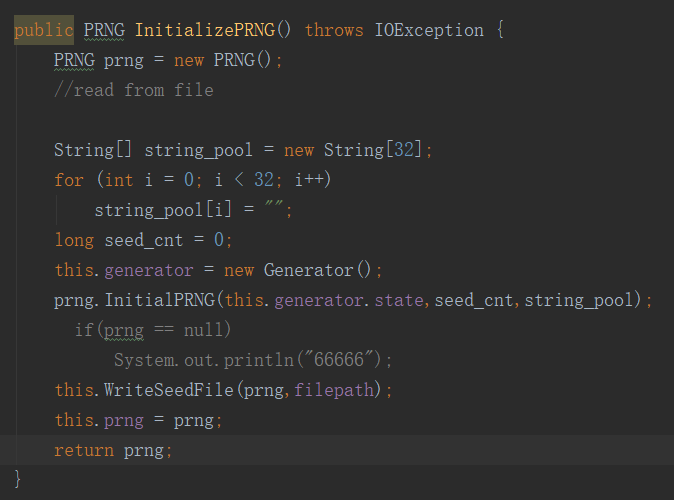 public PRNG InitializePRNG() throws IOException {
    PRNG prng = new PRNG();
    //read from file

    String[] string_pool = new String[32];
    for (int i = 0; i < 32; i++)
        string_pool[i] = "";
    long seed_cnt = 0;
    this.generator = new Generator();
    prng.InitialPRNG(this.generator.state,seed_cnt,string_pool);
      if(prng == null)
          System.out.println("66666");
    this.WriteSeedFile(prng,filepath);
    this.prng = prng;
    return prng;
}